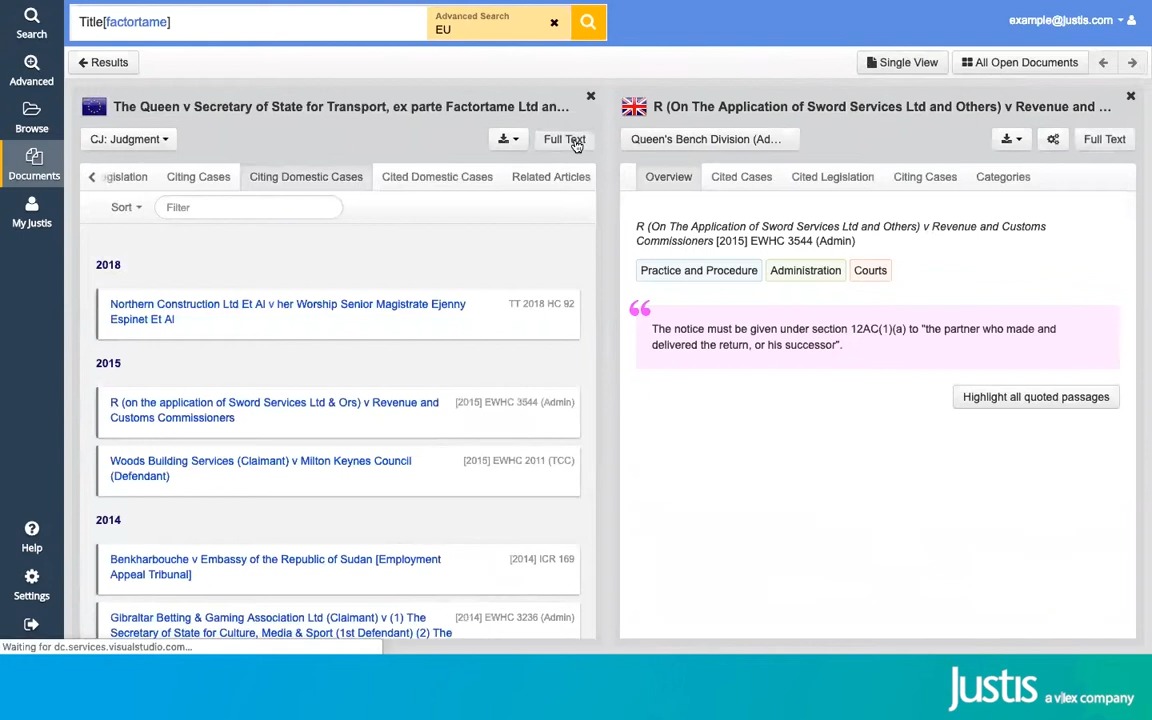 Title[factortame]
Advanced Search
EU
example@justis.com
Search
Advanced
Browse
Documents
My Justis
Help
Settings
Results
Single View
All Open Documents
The Queen v Secretary of State for Transport, ex parte Factortame Ltd an...
CJ: Judgment
Full Text
gislation
Citing Cases
Citing Domestic Cases
Cited Domestic Cases
Related Articles
Sort
Filter
2018
Northern Construction Ltd Et Al v her Worship Senior Magistrate Ejenny
Espinet Et Al
TT 2018 HC 92
2015
R (on the application of Sword Services Ltd & Ors) v Revenue and
Customs Commissioners
[2015] EWHC 3544 (Admin)
Woods Building Services (Claimant) v Milton Keynes Council
(Defendant)
[2015] EWHC 2011 (TCC)
2014
Benkharbouche v Embassy of the Republic of Sudan [Employment
Appeal Tribunal]
[2014] ICR 169
Gibraltar Betting & Gaming Association Ltd (Claimant) v (1) The
Secretary of State for Culture, Media & Sport (1st Defendant) (2) The
[2014] EWHC 3236 (Admin)
Waiting for dc.services.visualstudio.com...
R (On The Application of Sword Services Ltd and Others) v Revenue and ...
Queen's Bench Division (Ad...
Full Text
Overview
Cited Cases
Cited Legislation
Citing Cases
Categories
R (On The Application of Sword Services Ltd and Others) v Revenue and Customs
Commissioners [2015] EWHC 3544 (Admin)
Practice and Procedure
Administration
Courts
The notice must be given under section 12AC(1)(a) to "the partner who made and
delivered the return, or his successor".
Highlight all quoted passages
Justis a vlex company